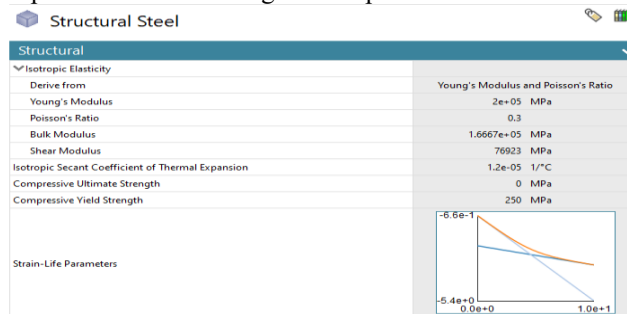 Structural Steel
Structural
Isotropic Elasticity
Derive from Young's Modulus and Poisson's Ratio
Young's Modulus 2e+05 MPa
Poisson's Ratio 0.3
Bulk Modulus 1.6667e+05 MPa
Shear Modulus 76923 MPa
Isotropic Secant Coefficient of Thermal Expansion 1.2e-05 1/°C
Compressive Ultimate Strength 0 MPa
Compressive Yield Strength 250 MPa
-6.6e-1
Strain-Life Parameters
-5.4e+0
0.0e+0 1.0e+1